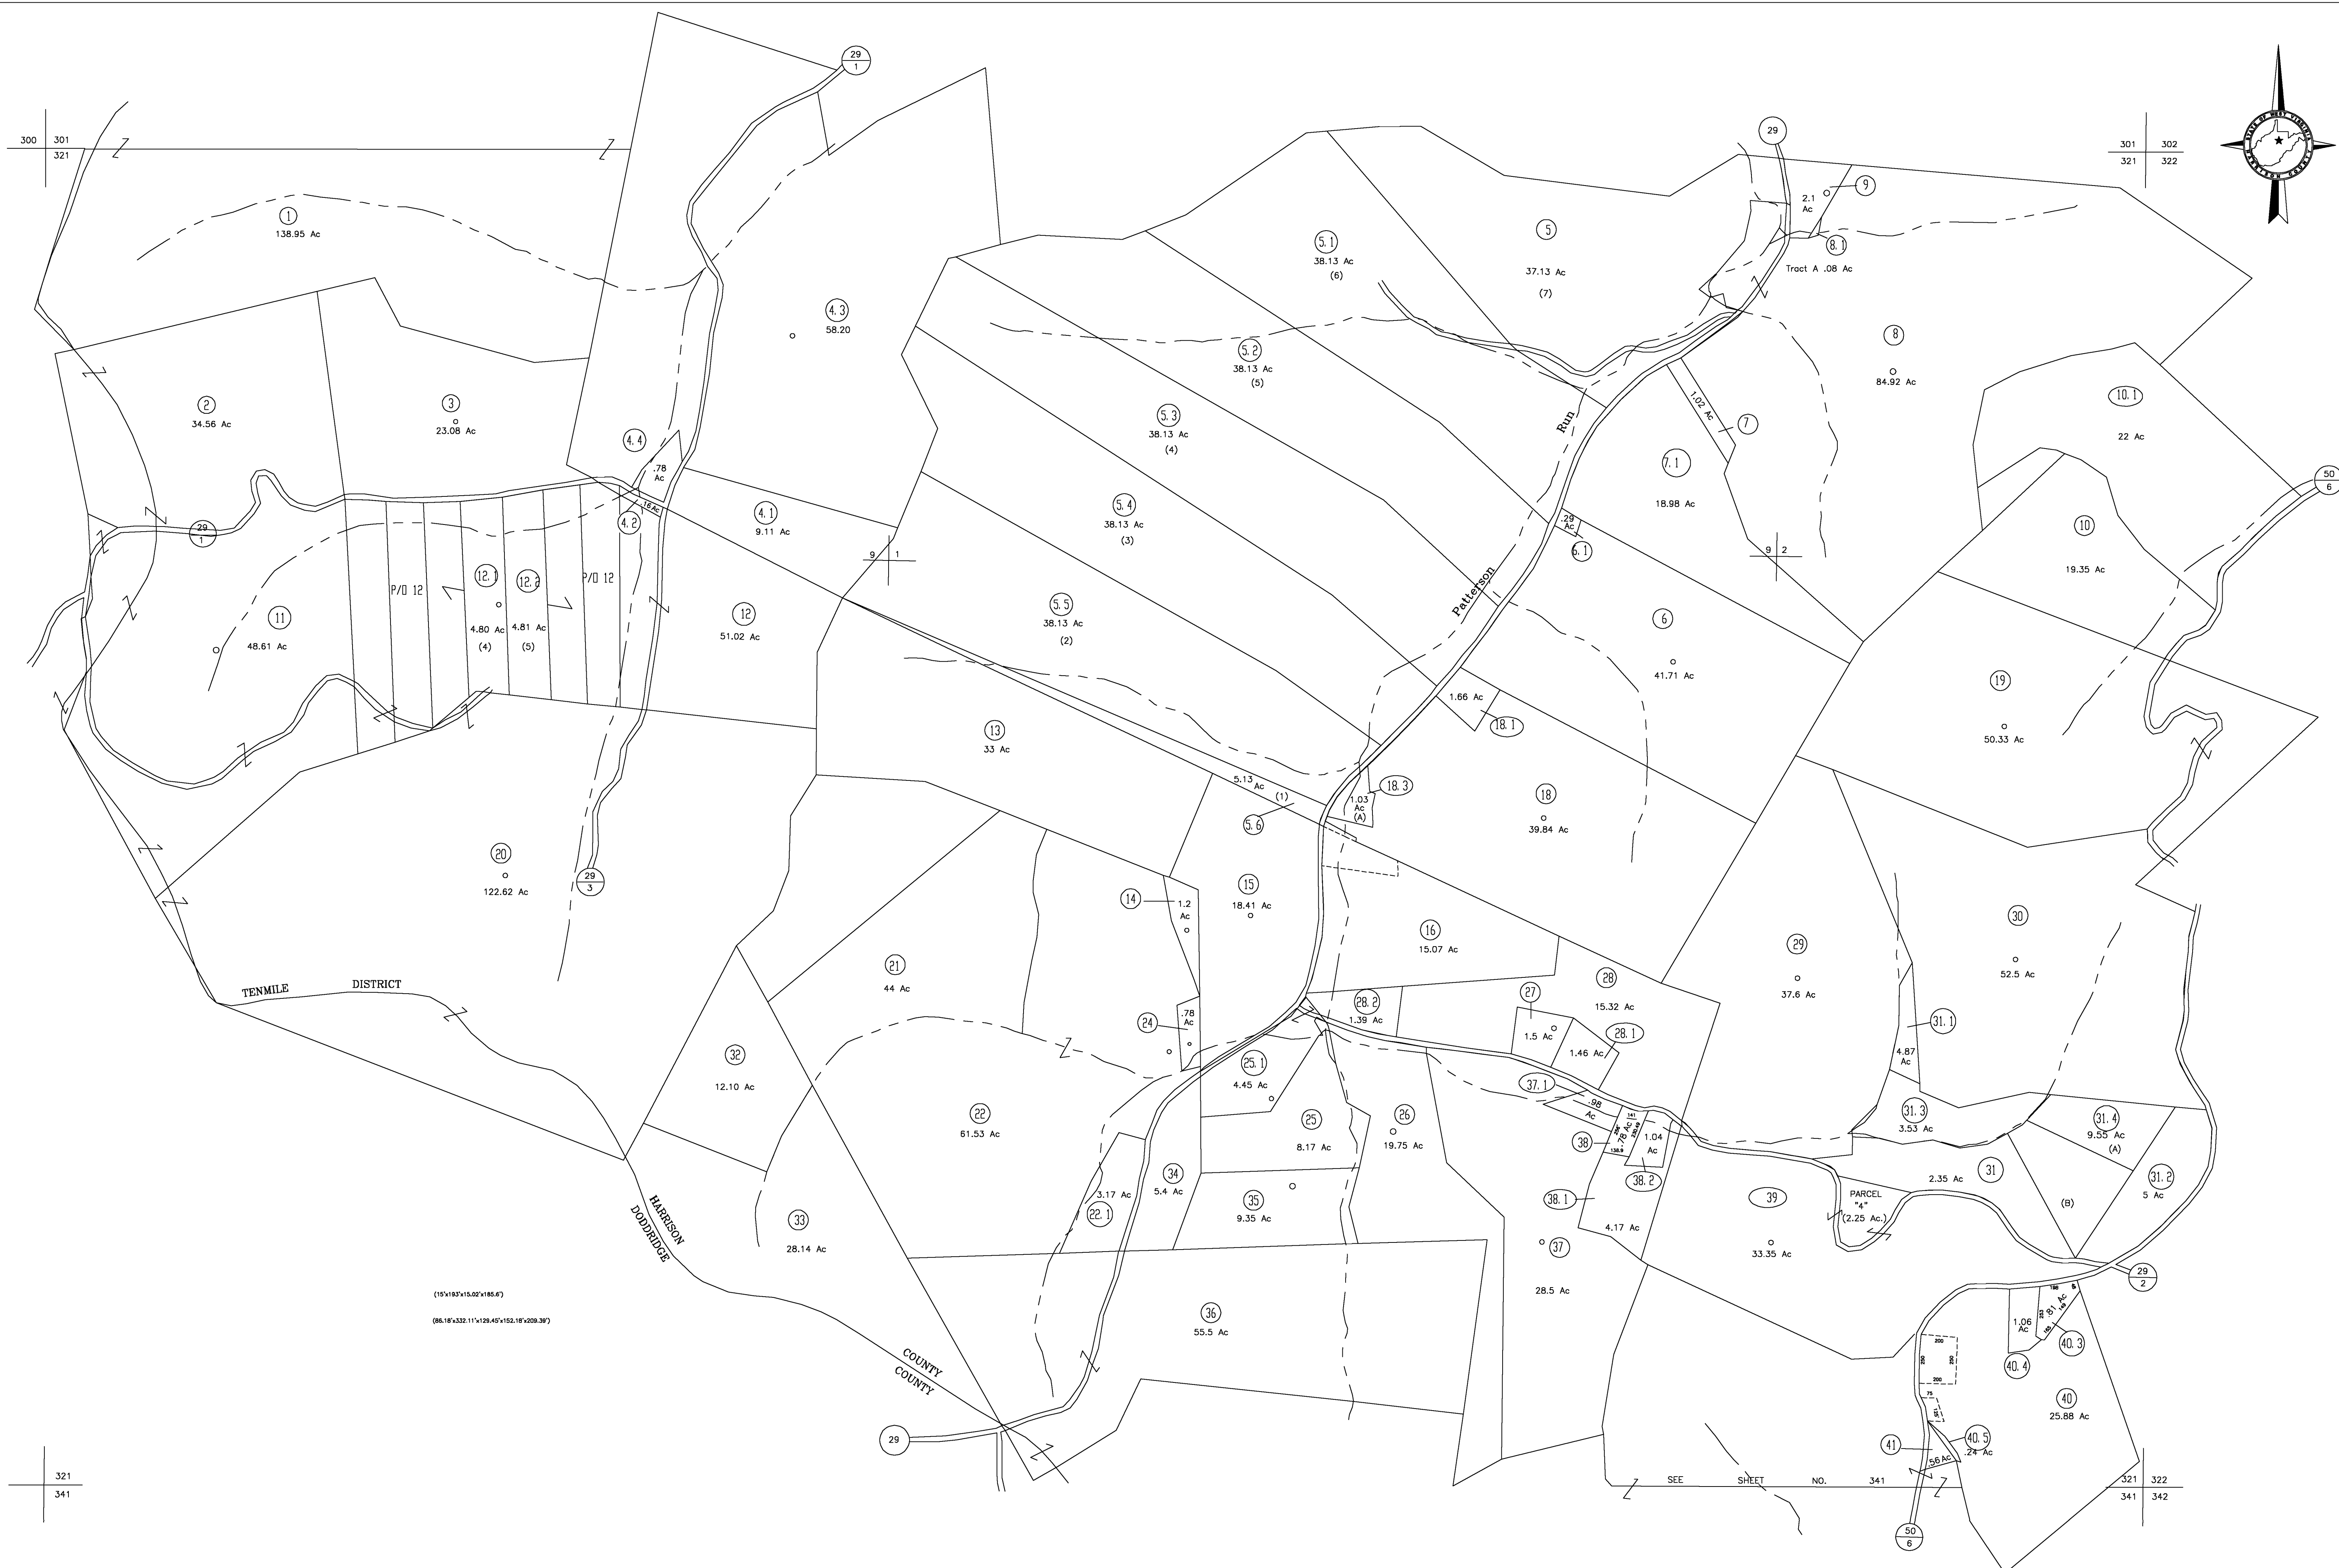 29
1
300 301
321
29
301 302
321 322
STATE OF WEST VIRGINIA
HARRISON COUNTY
9
2.1
Ac
8.1
Tract A .08 Ac
1
138.95 Ac
5
37.13 Ac
(7)
5.1
38.13 Ac
(6)
4.3
58.20
8
84.92 Ac
5.2
38.13 Ac
(5)
10.1
22 Ac
2
34.56 Ac
3
23.08 Ac
4.4
.78
Ac
5.3
38.13 Ac
(4)
Patterson Run
1.02 Ac
7
7.1
18.98 Ac
50
6
29
1
4.2
.16 Ac
4.1
9.11 Ac
9 1
5.4
38.13 Ac
(3)
.29
Ac
6.1
9 2
10
19.35 Ac
11
48.61 Ac
P/O 12
12.1
4.80 Ac
(4)
12.2
4.81 Ac
(5)
P/O 12
12
51.02 Ac
5.5
38.13 Ac
(2)
6
41.71 Ac
19
50.33 Ac
13
33 Ac
1.66 Ac
18.1
5.13
Ac
(1)
5.6
1.03
Ac
(A)
18.3
18
39.84 Ac
20
122.62 Ac
29
3
14
1.2
Ac
15
18.41 Ac
16
15.07 Ac
29
37.6 Ac
30
52.5 Ac
TENMILE DISTRICT
21
44 Ac
28
15.32 Ac
28.2
1.39 Ac
27
1.5 Ac
28.1
1.46 Ac
24
.78
Ac
31.1
4.87
Ac
32
12.10 Ac
25.1
4.45 Ac
37.1
.98
Ac
22
61.53 Ac
25
8.17 Ac
26
19.75 Ac
38
.78 Ac
141
138.9
1.04
Ac
38.2
31.3
3.53 Ac
31.4
9.55 Ac
(A)
3.17 Ac
22.1
34
5.4 Ac
35
9.35 Ac
38.1
4.17 Ac
39
33.35 Ac
PARCEL
"4"
(2.25 Ac.)
2.35 Ac
31
(B)
31.2
5 Ac
HARRISON
DODDRIDGE
33
28.14 Ac
37
28.5 Ac
29
2
(15'x193'x15.02'x185.6')
(86.18'x332.11'x129.45'x152.18'x209.39')
36
55.5 Ac
COUNTY
COUNTY
1.06
Ac
40.4
.81 Ac
40.3
200
250
250
200
75
40
25.88 Ac
29
41
.56 Ac
40.5
.24 Ac
321
341
SEE SHEET NO. 341
321 322
341 342
50
6